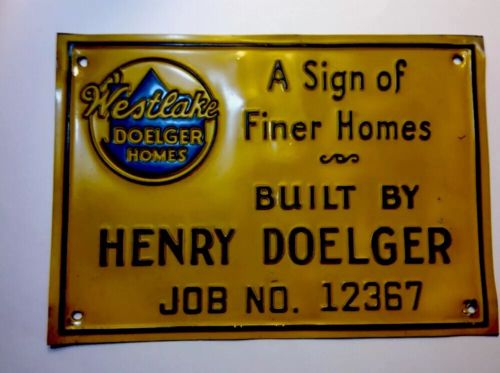 Westlake
DOELGER
HOMES
A Sign of
Finer Homes
BUILT BY
HENRY DOELGER
JOB NO. 12367